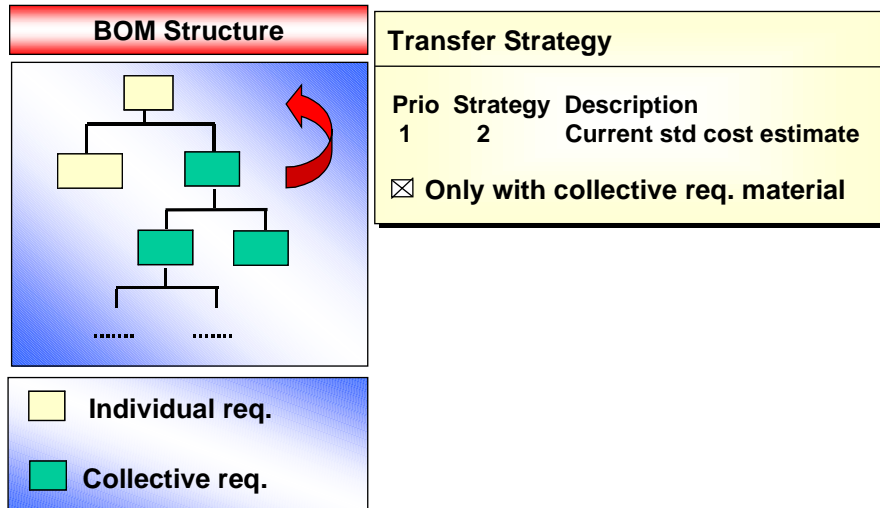 BOM Structure
Transfer Strategy
Prio Strategy Description
1 2 Current std cost estimate
Only with collective req. material
....... .......
Individual req.
Collective req.